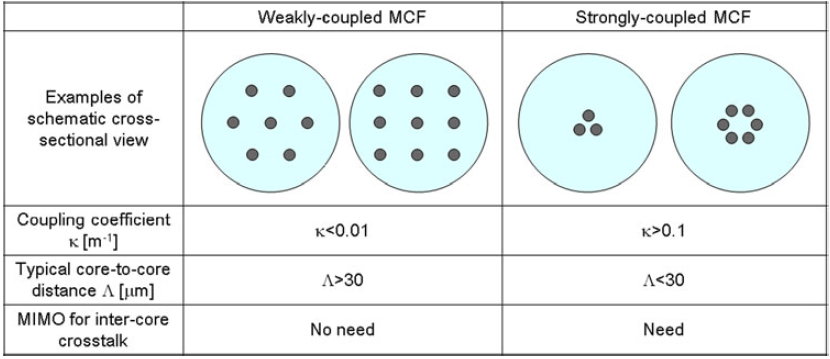 Weakly-coupled MCF
Strongly-coupled MCF
Examples of
schematic cross-
sectional view
Coupling coefficient
κ [m⁻¹]
κ<0.01
κ>0.1
Typical core-to-core
distance Λ [μm]
Λ>30
Λ<30
MIMO for inter-core
crosstalk
No need
Need